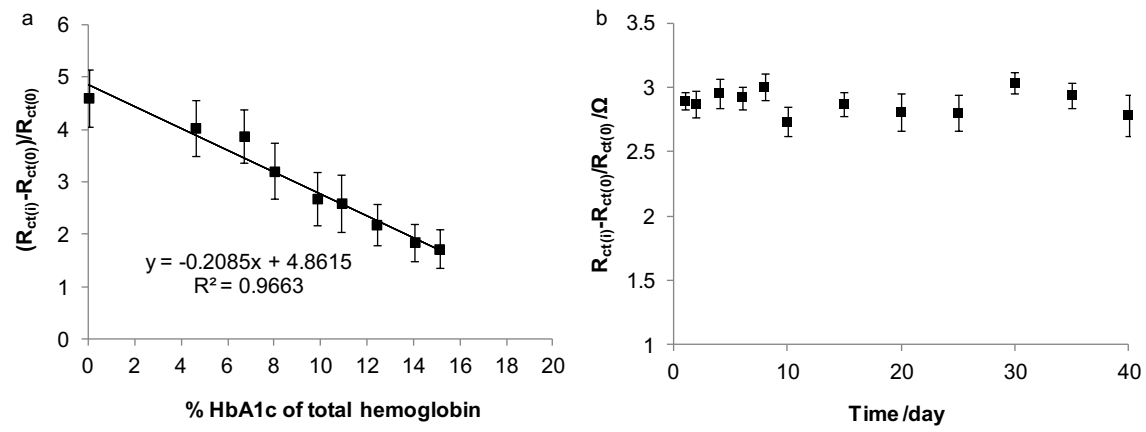 a
6
5
4
3
2
1
0
(Rct(i)-Rct(0))/Rct(0)
y = -0.2085x + 4.8615
R² = 0.9663
0 2 4 6 8 10 12 14 16 18 20
% HbA1c of total hemoglobin
b
3.5
3
2.5
2
1.5
1
Rct(i)-Rct(0)/Rct(0) /Ω
0 10 20 30 40
Time /day